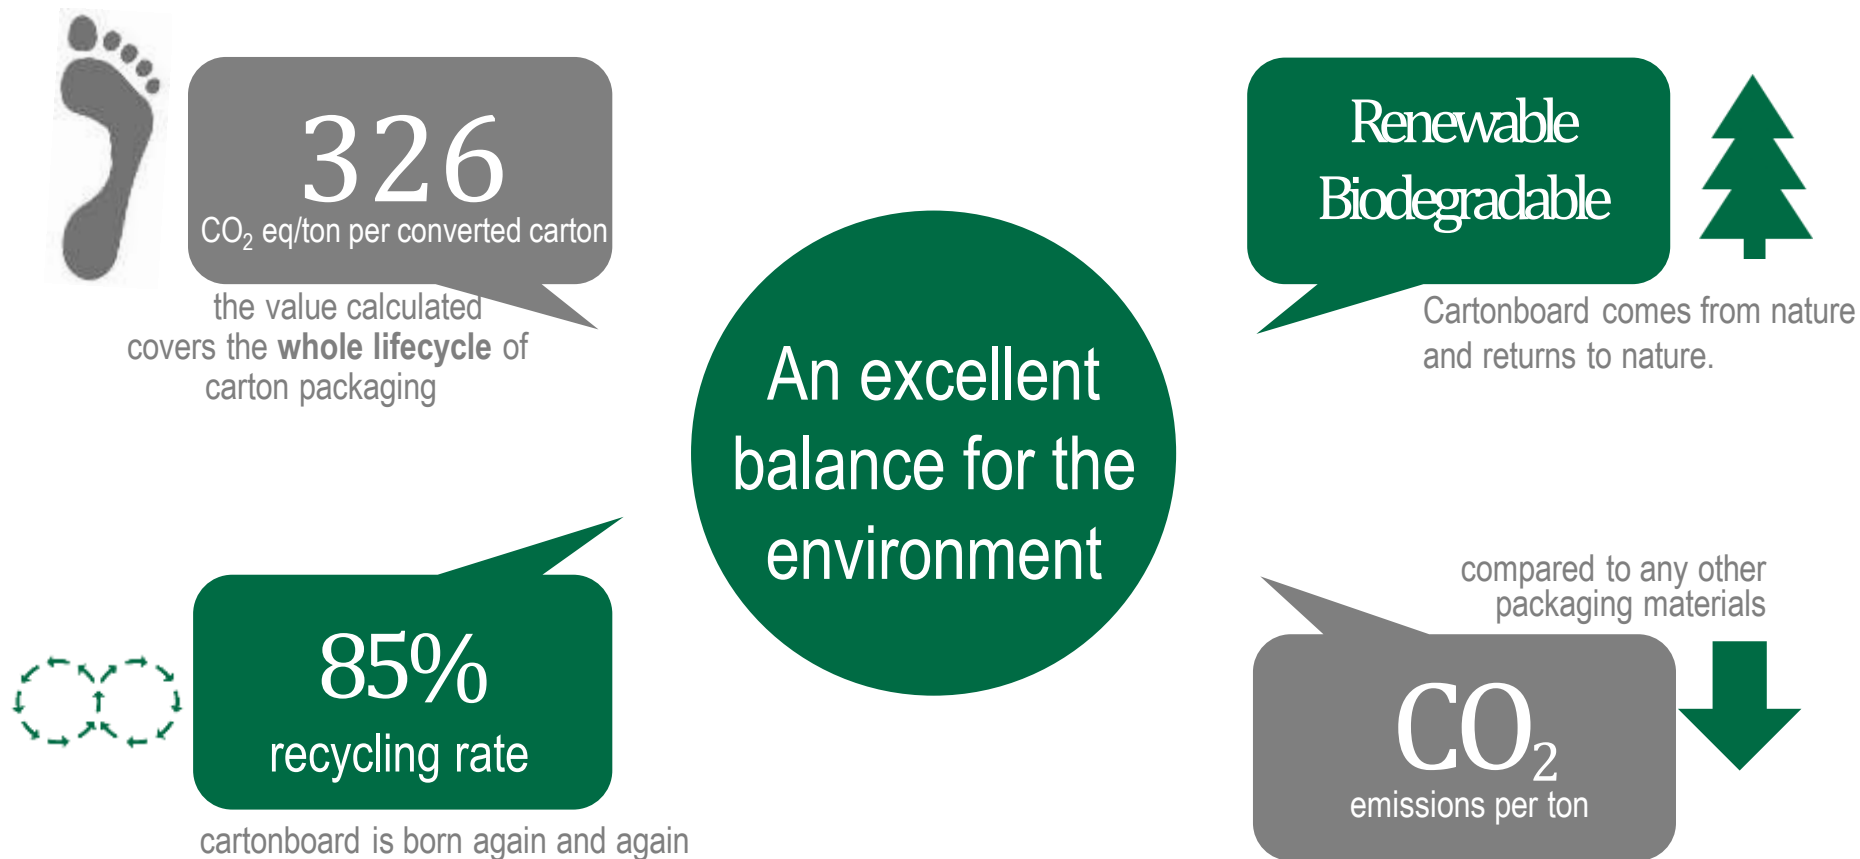 326
CO₂ eq/ton per converted carton
the value calculated
covers the whole lifecycle of
carton packaging
Renewable
Biodegradable
Cartonboard comes from nature
and returns to nature.
An excellent
balance for the
environment
85%
recycling rate
cartonboard is born again and again
compared to any other
packaging materials
CO₂
emissions per ton